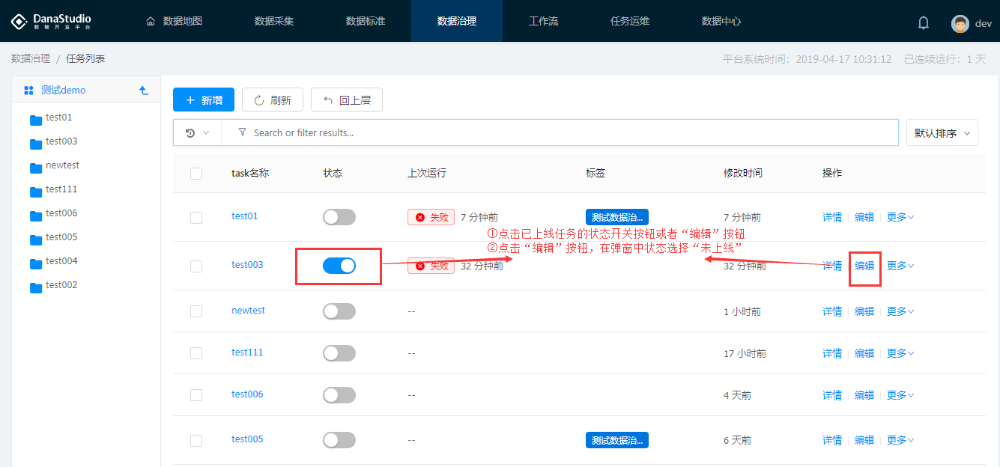 DanaStudio
数智开发平台
数据地图 数据采集 数据标准 数据治理 工作流 任务运维 数据中心 dev
数据治理 / 任务列表 平台系统时间：2019-04-17 10:31:12 已连续运行：1 天
测试demo
test01
test003
newtest
test111
test006
test005
test004
test002
+ 新增 刷新 回上层
Search or filter results... 默认排序
task名称 状态 上次运行 标签 修改时间 操作
test01 失败 7 分钟前 测试数据治... 7 分钟前 详情 编辑 更多
①点击已上线任务的状态开关按钮或者“编辑”按钮
②点击“编辑”按钮，在弹窗中状态选择“未上线”
test003 失败 32 分钟前 32 分钟前 详情 编辑 更多
newtest -- 1 小时前 详情 编辑 更多
test111 -- 17 小时前 详情 编辑 更多
test006 -- 4 天前 详情 编辑 更多
test005 -- 测试数据治... 6 天前 详情 编辑 更多